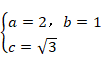 a = 2，b = 1
c = √3